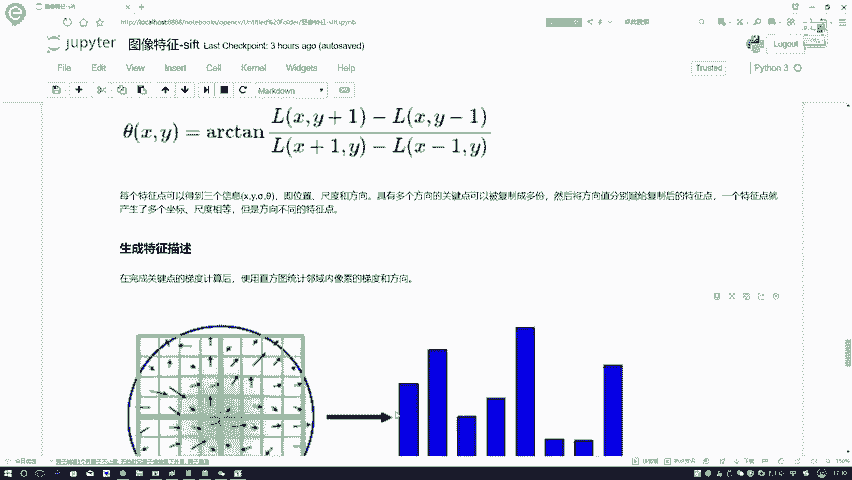 图像特征-sift
http://localhost:8888/notebooks/opencv/Untitled%20Folder/图像特征-sift.ipynb
jupyter 图像特征-sift Last Checkpoint: 3 hours ago (autosaved)
Logout
File Edit View Insert Cell Kernel Widgets Help
Trusted Python 3
Markdown
θ(x, y) = arctan L(x, y + 1) − L(x, y − 1)
L(x + 1, y) − L(x − 1, y)
每个特征点可以得到三个信息(x,y,σ,θ)，即位置、尺度和方向。具有多个方向的关键点可以被复制成多份，然后将方向值分别赋给复制后的特征点，一个特征点就
产生了多个坐标、尺度相等，但是方向不同的特征点。
生成特征描述
在完成关键点的梯度计算后，使用直方图统计邻域内像素的梯度和方向。